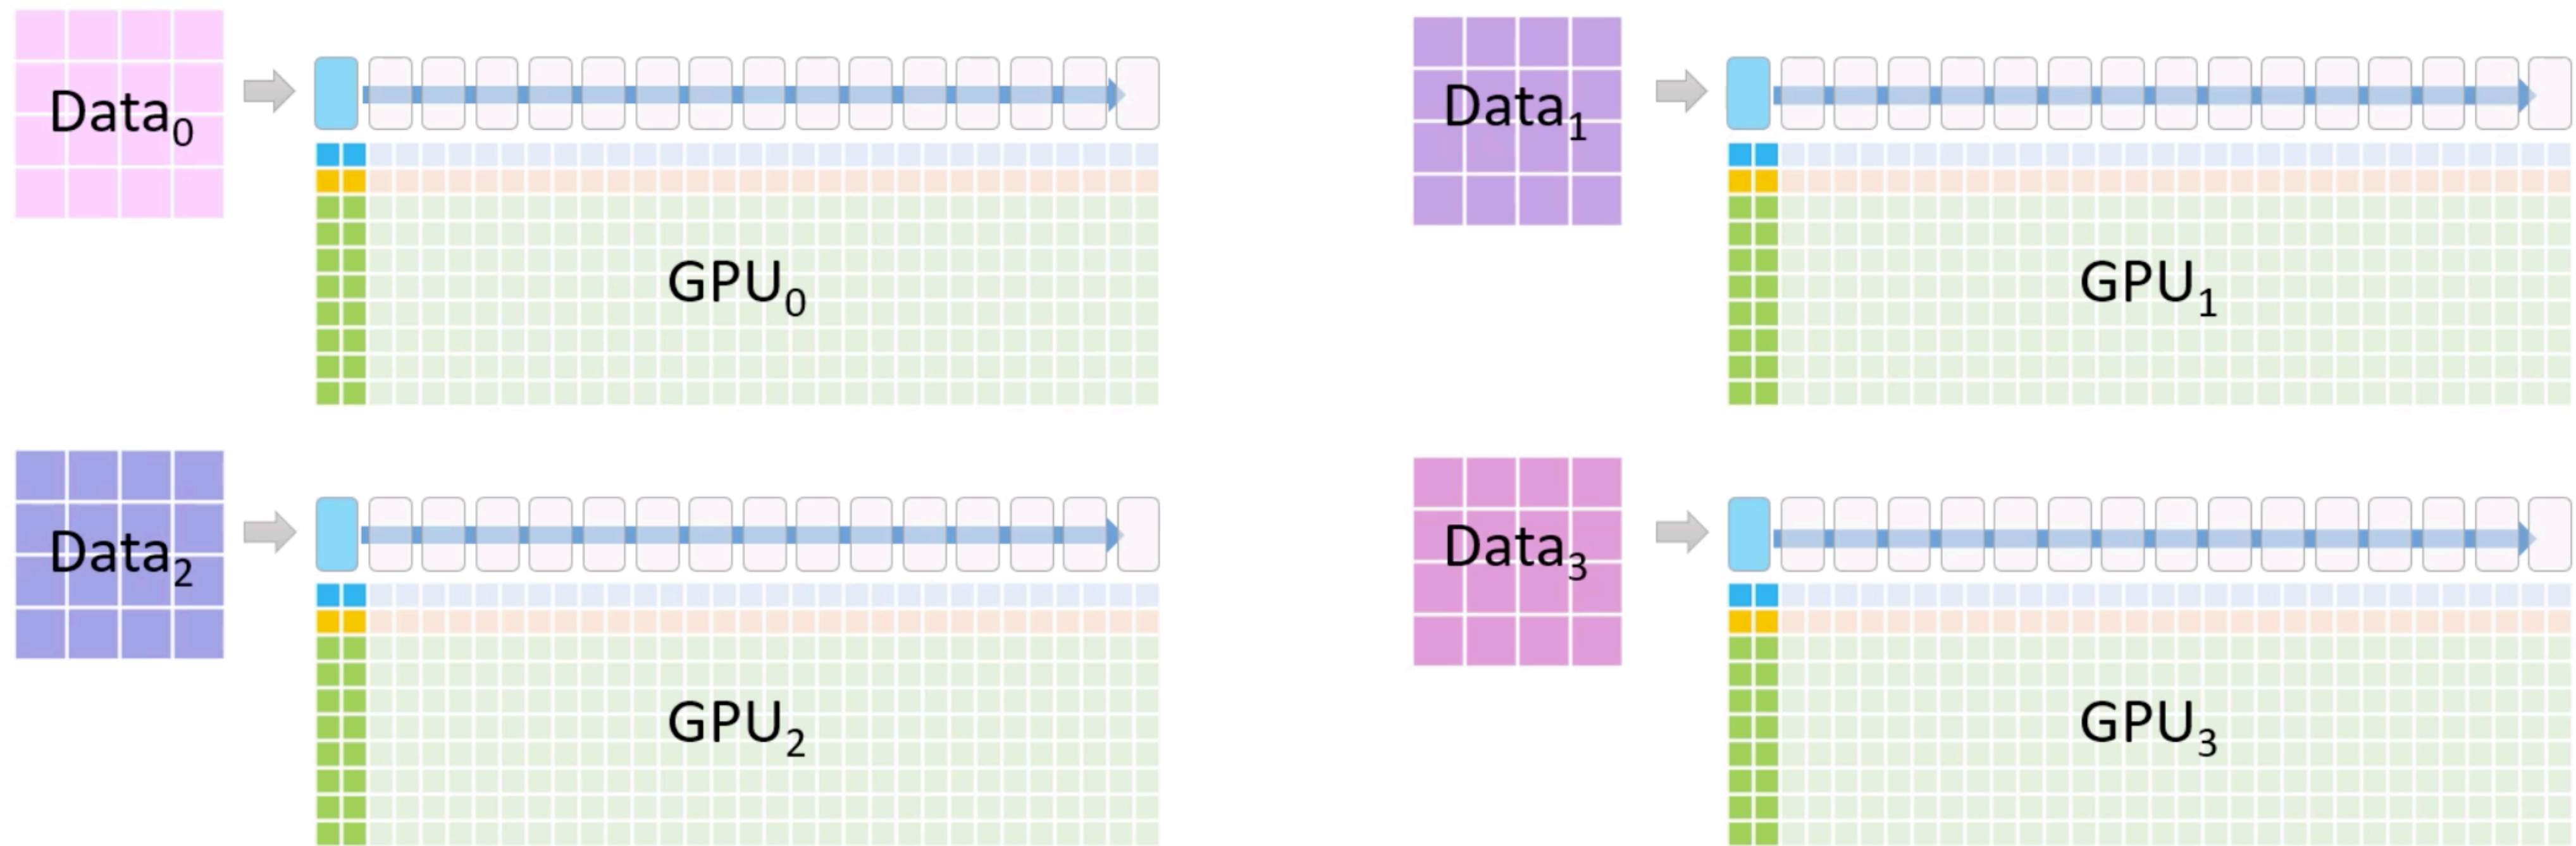 Data₀
GPU₀
Data₁
GPU₁
Data₂
GPU₂
Data₃
GPU₃